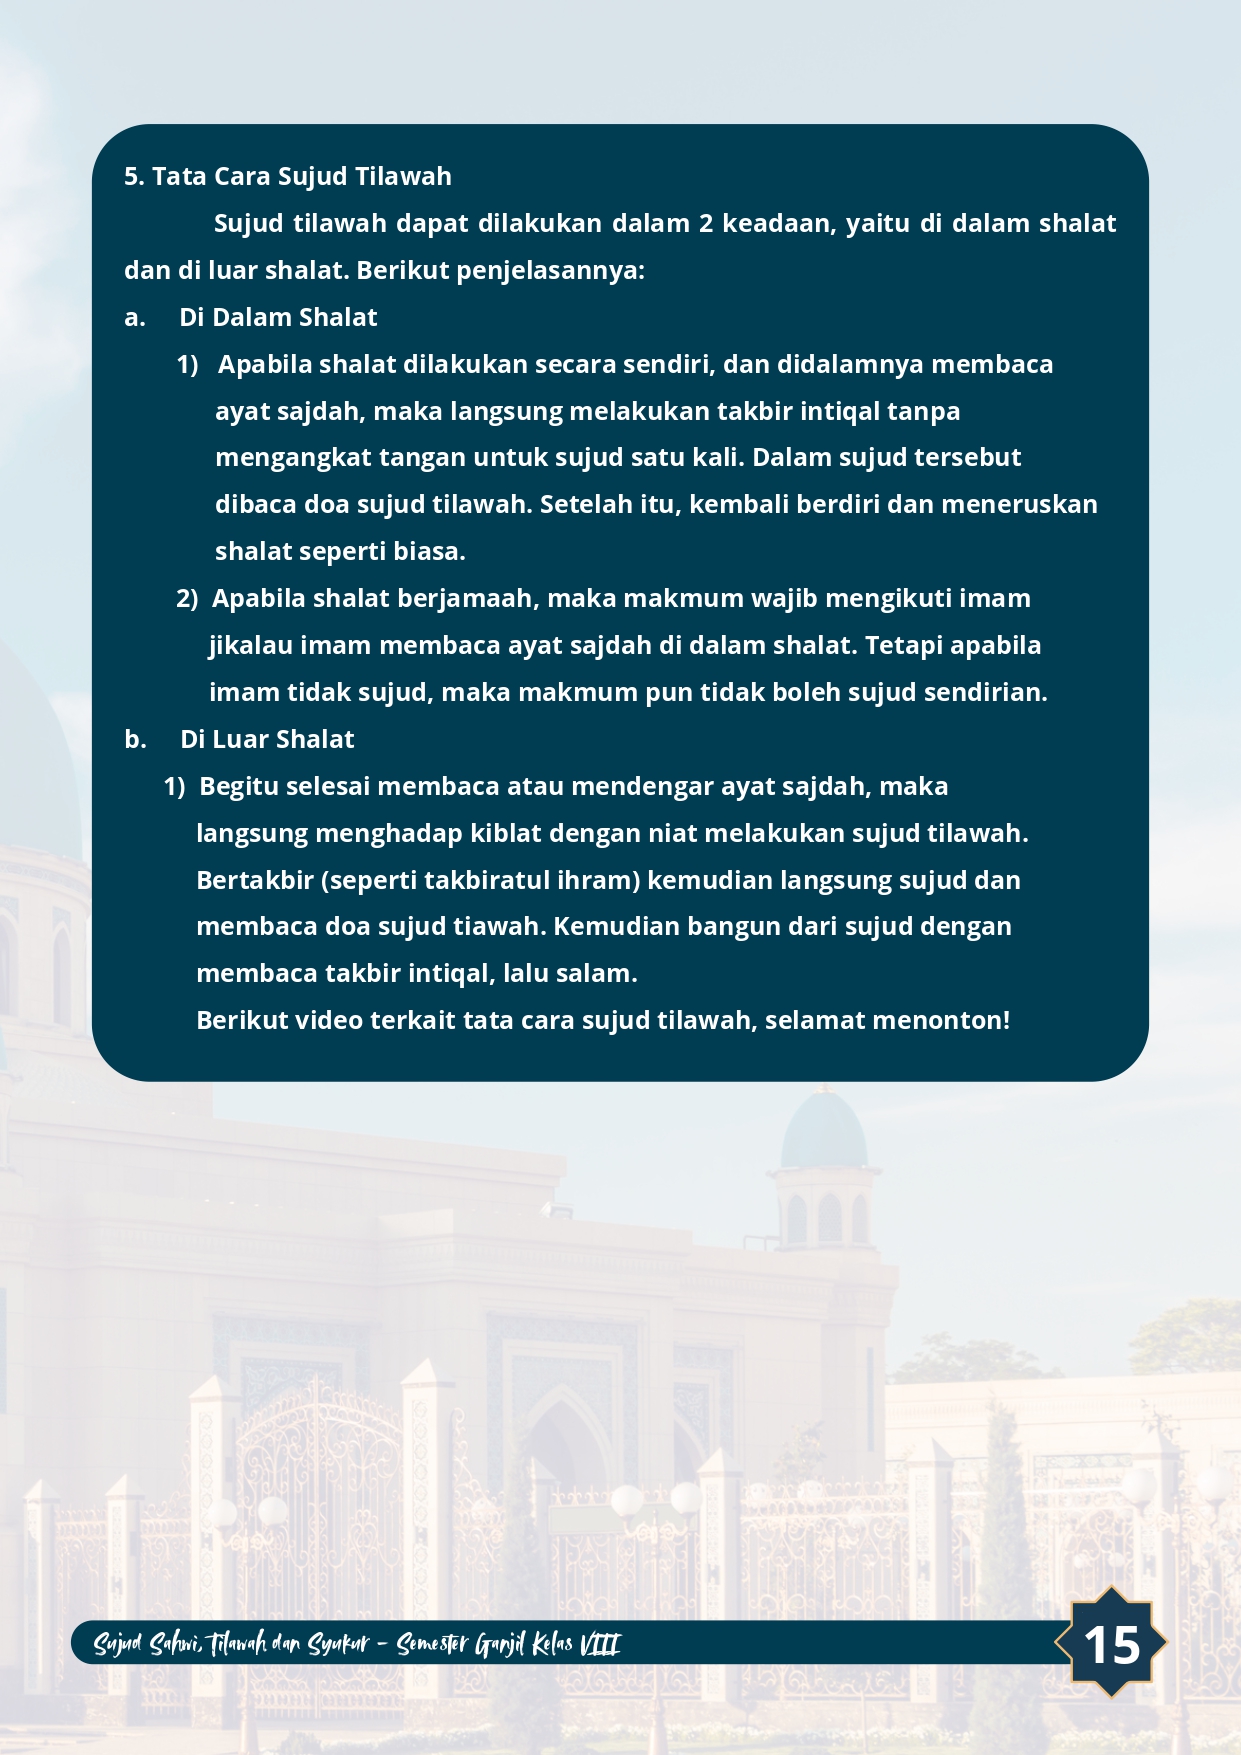 5. Tata Cara Sujud Tilawah
Sujud tilawah dapat dilakukan dalam 2 keadaan, yaitu di dalam shalat
dan di luar shalat. Berikut penjelasannya:
a. Di Dalam Shalat
1) Apabila shalat dilakukan secara sendiri, dan didalamnya membaca
ayat sajdah, maka langsung melakukan takbir intiqal tanpa
mengangkat tangan untuk sujud satu kali. Dalam sujud tersebut
dibaca doa sujud tilawah. Setelah itu, kembali berdiri dan meneruskan
shalat seperti biasa.
2) Apabila shalat berjamaah, maka makmum wajib mengikuti imam
jikalau imam membaca ayat sajdah di dalam shalat. Tetapi apabila
imam tidak sujud, maka makmum pun tidak boleh sujud sendirian.
b. Di Luar Shalat
1) Begitu selesai membaca atau mendengar ayat sajdah, maka
langsung menghadap kiblat dengan niat melakukan sujud tilawah.
Bertakbir (seperti takbiratul ihram) kemudian langsung sujud dan
membaca doa sujud tiawah. Kemudian bangun dari sujud dengan
membaca takbir intiqal, lalu salam.
Berikut video terkait tata cara sujud tilawah, selamat menonton!
Sujud Sahwi, Tilawah dan Syukur - Semester Ganjil Kelas VIII
15